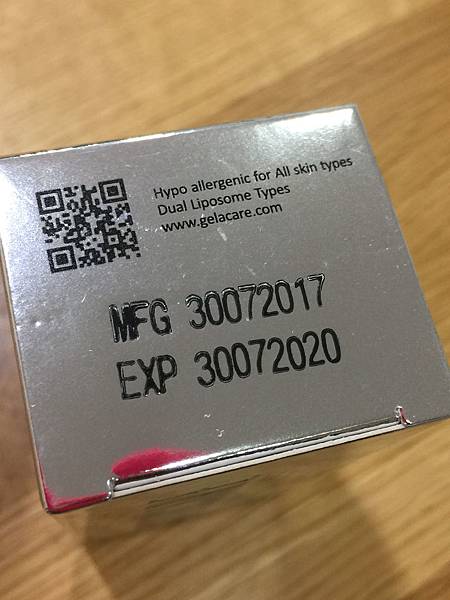 Hypo allergenic for All skin types
Dual Liposome Types
www.gelacare.com
MFG 30072017
EXP 30072020